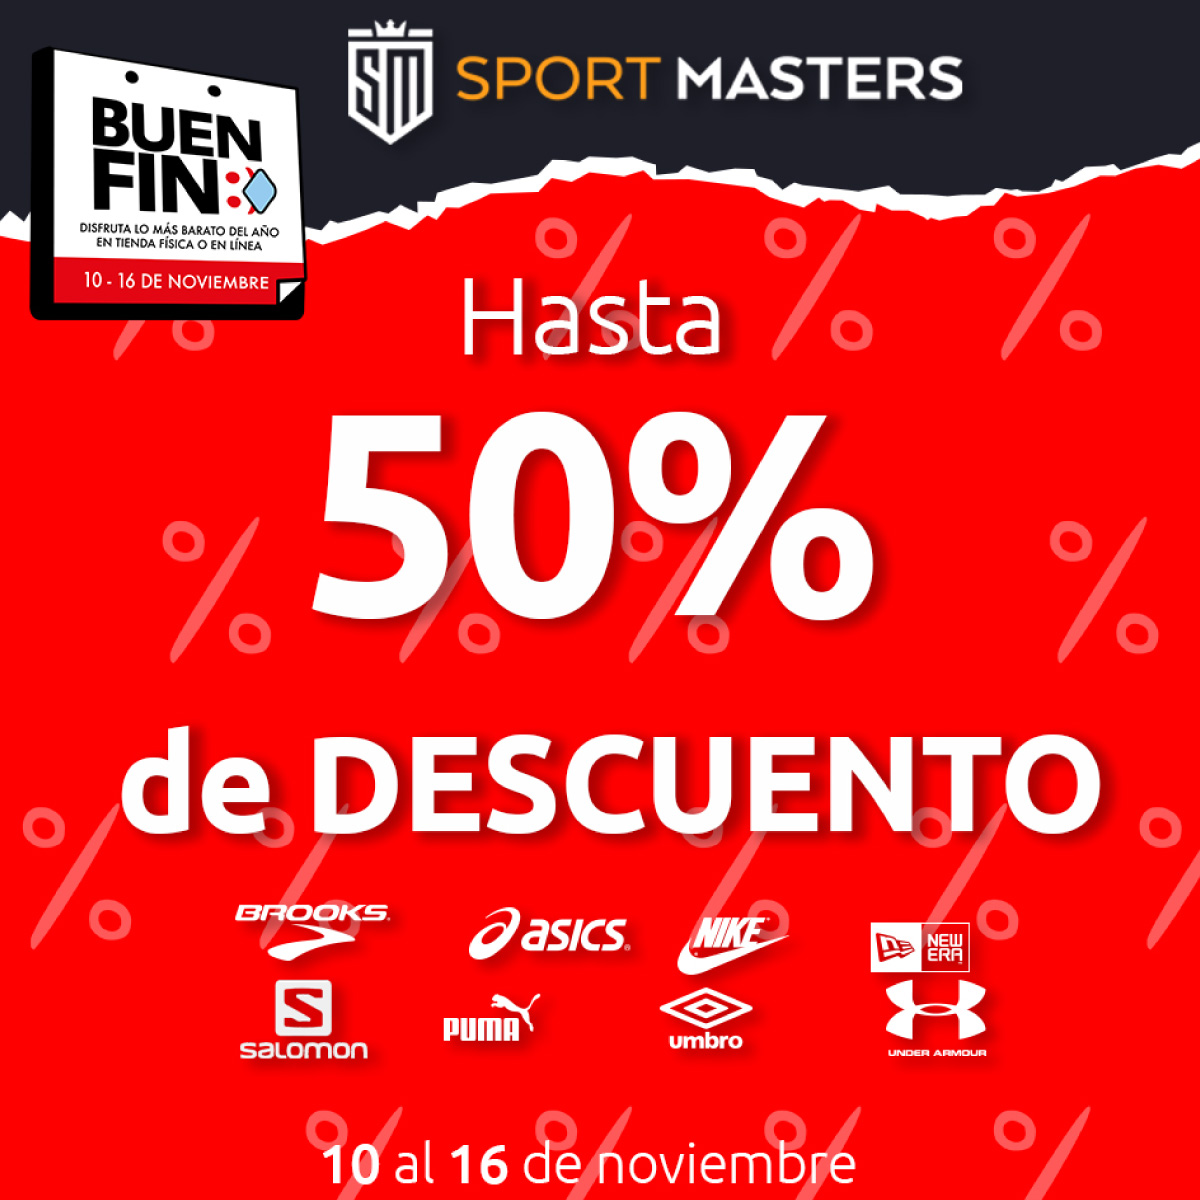 SM SPORT MASTERS
BUEN
FIN
DISFRUTA LO MÁS BARATO DEL AÑO
EN TIENDA FÍSICA O EN LÍNEA
10 - 16 DE NOVIEMBRE
Hasta
50%
de DESCUENTO
BROOKS
asics
NIKE
NE NEW
ERA
S
SALOMON
PUMA
umbro
UNDER ARMOUR
10 al 16 de noviembre